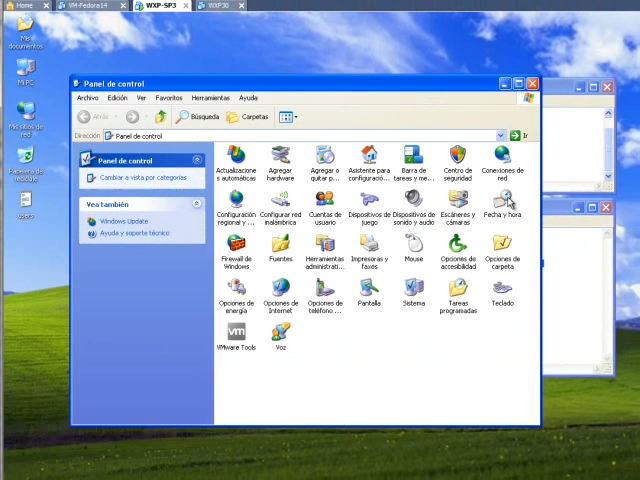 Home
VM-Fedora14
WXP-SP3
WXP30
Mis
documentos
Mi PC
Mis sitios de
red
Papelera de
reciclaje
Panel de control
Archivo Edición Ver Favoritos Herramientas Ayuda
Atrás Búsqueda Carpetas
Dirección Panel de control Ir
Panel de control
Cambiar a vista por categorías
Vea también
Windows Update
Ayuda y soporte técnico
Actualizacione
s automáticas
Agregar
hardware
Agregar o
quitar p...
Asistente para
configuració...
Barra de
tareas y me...
Centro de
seguridad
Conexiones de
red
Configuración
regional y ...
Configurar red
inalámbrica
Cuentas de
usuario
Dispositivos de
juego
Dispositivos de
sonido y audio
Escáneres y
cámaras
Fecha y hora
Firewall de
Windows
Fuentes
Herramientas
administrati...
Impresoras y
faxes
Mouse
Opciones de
accesibilidad
Opciones de
carpeta
Opciones de
energía
Opciones de
Internet
Opciones de
teléfono ...
Pantalla
Sistema
Tareas
programadas
Teclado
vm
VMware Tools
Voz